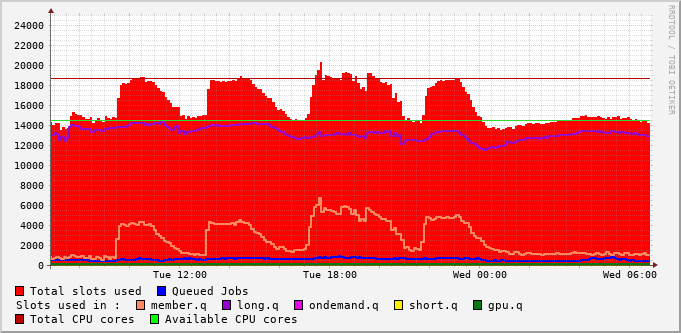 24000
22000
20000
18000
16000
14000
12000
10000
8000
6000
4000
2000
0
Tue 12:00 Tue 18:00 Wed 00:00 Wed 06:00
RRDTOOL / TOBI OETIKER
Total slots used Queued Jobs
Slots used in : member.q long.q ondemand.q short.q gpu.q
Total CPU cores Available CPU cores